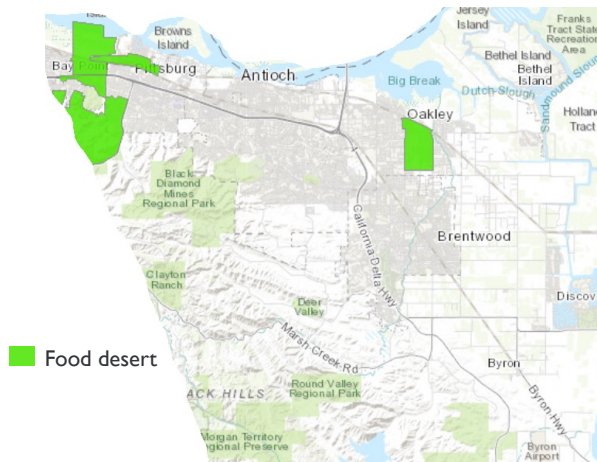 Browns
Island
Jersey
Island
Franks
Tract State
Recreation
Area
Bay Point
Pittsburg
Antioch
Big Break
Bethel Island
Bethel
Island
Dutch Slough
Sandmound Slough
Oakley
Holland
Tract
Black
Diamond
Mines
Regional Park
California Delta Hwy
Brentwood
Clayton
Ranch
Deer
Valley
Discov
Marsh Creek Rd
Food desert
Byron
Round Valley
Regional Park
ACK HILLS
Byron Hwy
Morgan Territory
egional Preserve
Byron
Airport